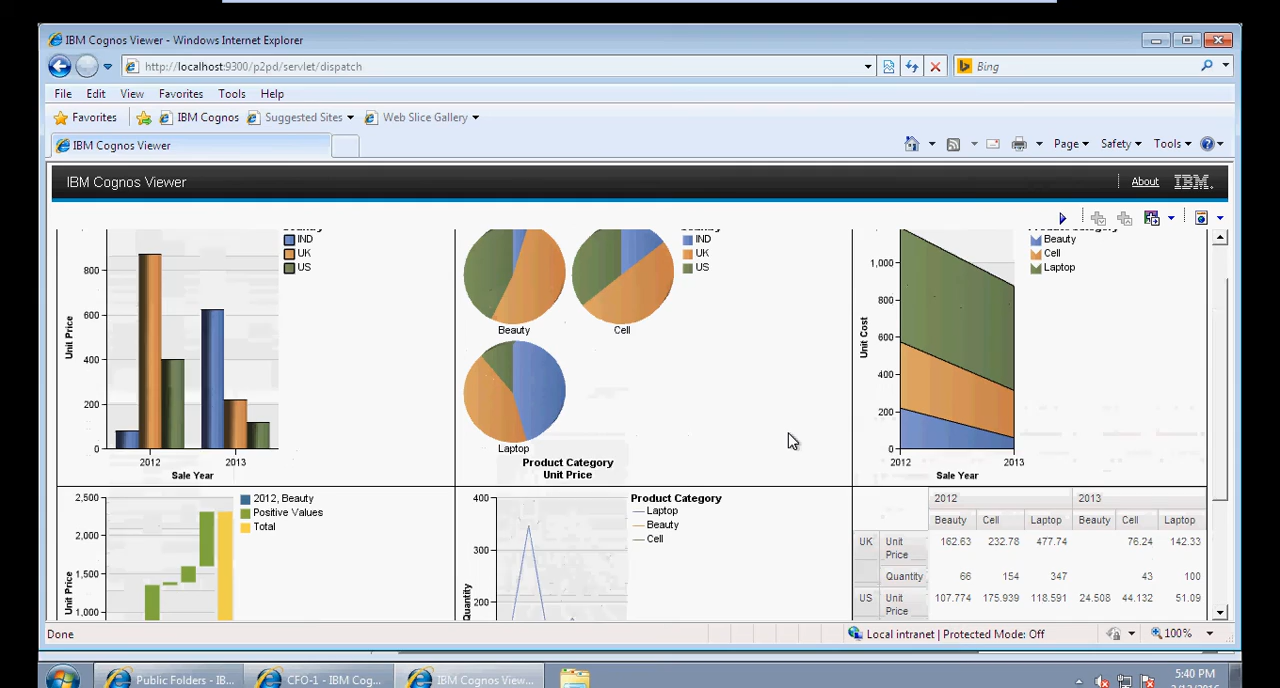 IBM Cognos Viewer - Windows Internet Explorer
http://localhost:9300/p2pd/servlet/dispatch
Bing
File Edit View Favorites Tools Help
Favorites IBM Cognos Suggested Sites Web Slice Gallery
IBM Cognos Viewer
Page Safety Tools
IBM Cognos Viewer
About IBM.
800
600
400
200
0
Unit Price
2012 2013
Sale Year
IND
UK
US
Beauty
Cell
Laptop
Product Category
Unit Price
IND
UK
US
1,000
800
600
400
200
0
Unit Cost
2012 2013
Sale Year
Beauty
Cell
Laptop
2,500
2,000
1,500
1,000
Unit Price
2012, Beauty
Positive Values
Total
400
300
200
Quantity
Product Category
Laptop
Beauty
Cell
2012 2013
Beauty Cell Laptop Beauty Cell Laptop
UK Unit Price 162.63 232.78 477.74 76.24 142.33
Quantity 66 154 347 43 100
US Unit Price 107.774 175.939 118.591 24.508 44.132 51.09
Done
Local intranet | Protected Mode: Off
100%
Public Folders - IB...
CFO-1 - IBM Cog...
IBM Cognos View...
5:40 PM